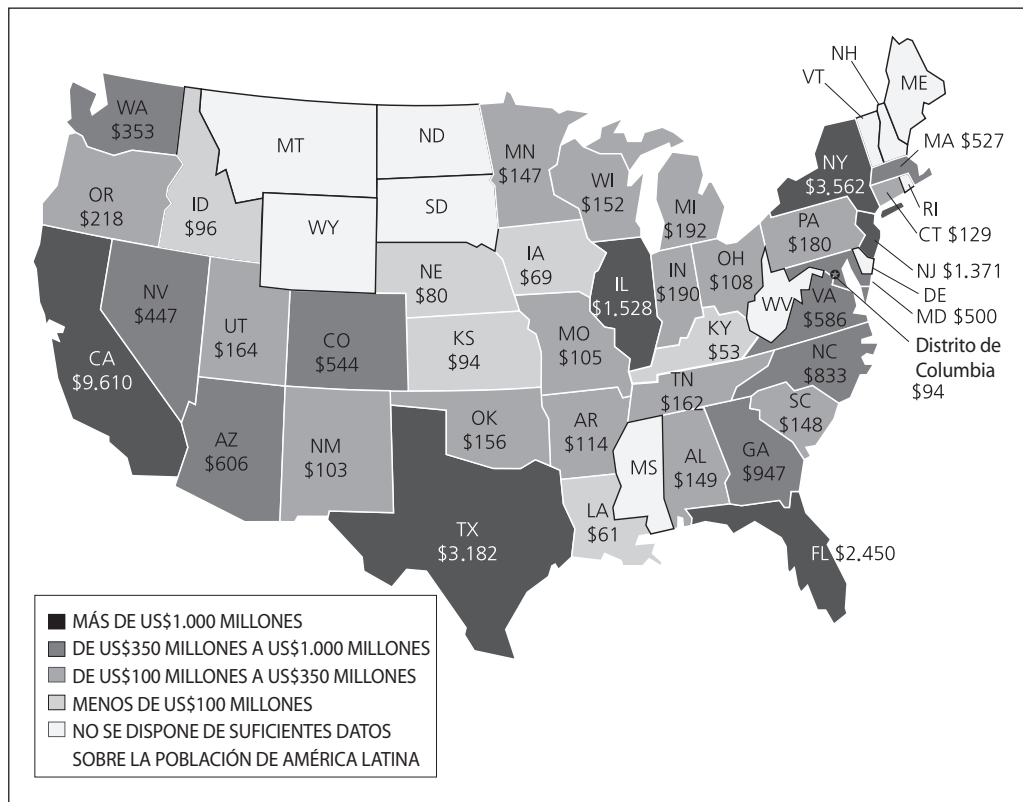 NH
VT
ME
WA
$353
MT
ND
MN
$147
MA $527
NY
$3.562
OR
$218
ID
$96
WI
$152
SD
MI
$192
RI
WY
PA
$180
CT $129
IA
$69
NE
$80
OH
$108
NJ $1.371
IN
$190
IL
$1.528
NV
$447
DE
WV
VA
$586
MD $500
UT
$164
CO
$544
MO
$105
KS
$94
KY
$53
Distrito de
Columbia
$94
CA
$9.610
NC
$833
TN
$162
SC
$148
OK
$156
AR
$114
AZ
$606
NM
$103
GA
$947
MS
AL
$149
LA
$61
TX
$3.182
FL $2.450
MÁS DE US$1.000 MILLONES
DE US$350 MILLONES A US$1.000 MILLONES
DE US$100 MILLONES A US$350 MILLONES
MENOS DE US$100 MILLONES
NO SE DISPONE DE SUFICIENTES DATOS
SOBRE LA POBLACIÓN DE AMÉRICA LATINA